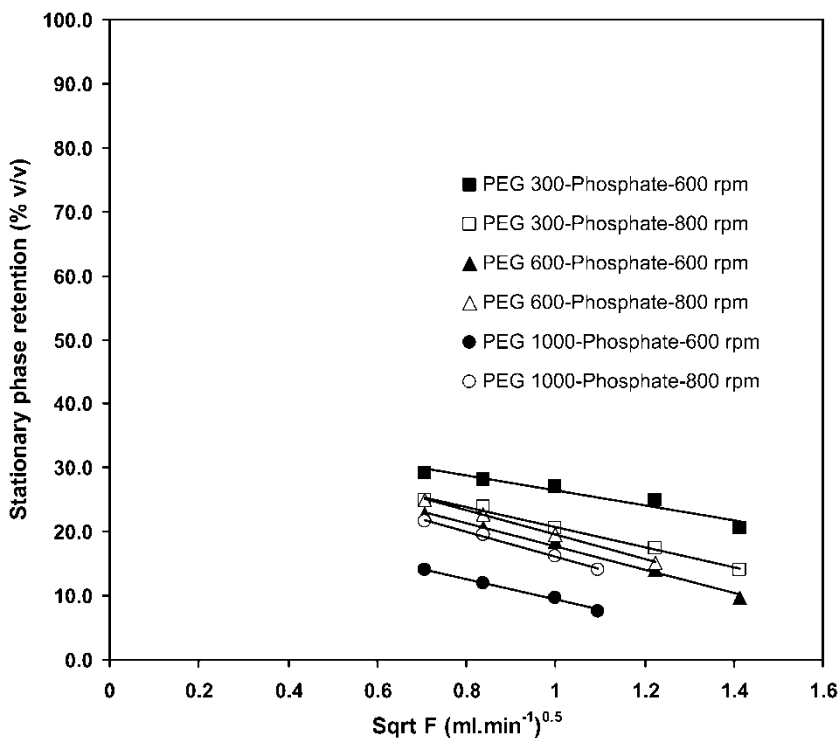 100.0
90.0
80.0
70.0
60.0
50.0
40.0
30.0
20.0
10.0
0.0
Stationary phase retention (% v/v)
PEG 300-Phosphate-600 rpm
PEG 300-Phosphate-800 rpm
PEG 600-Phosphate-600 rpm
PEG 600-Phosphate-800 rpm
PEG 1000-Phosphate-600 rpm
PEG 1000-Phosphate-800 rpm
0 0.2 0.4 0.6 0.8 1 1.2 1.4 1.6
Sqrt F (ml.min⁻¹)⁰·⁵